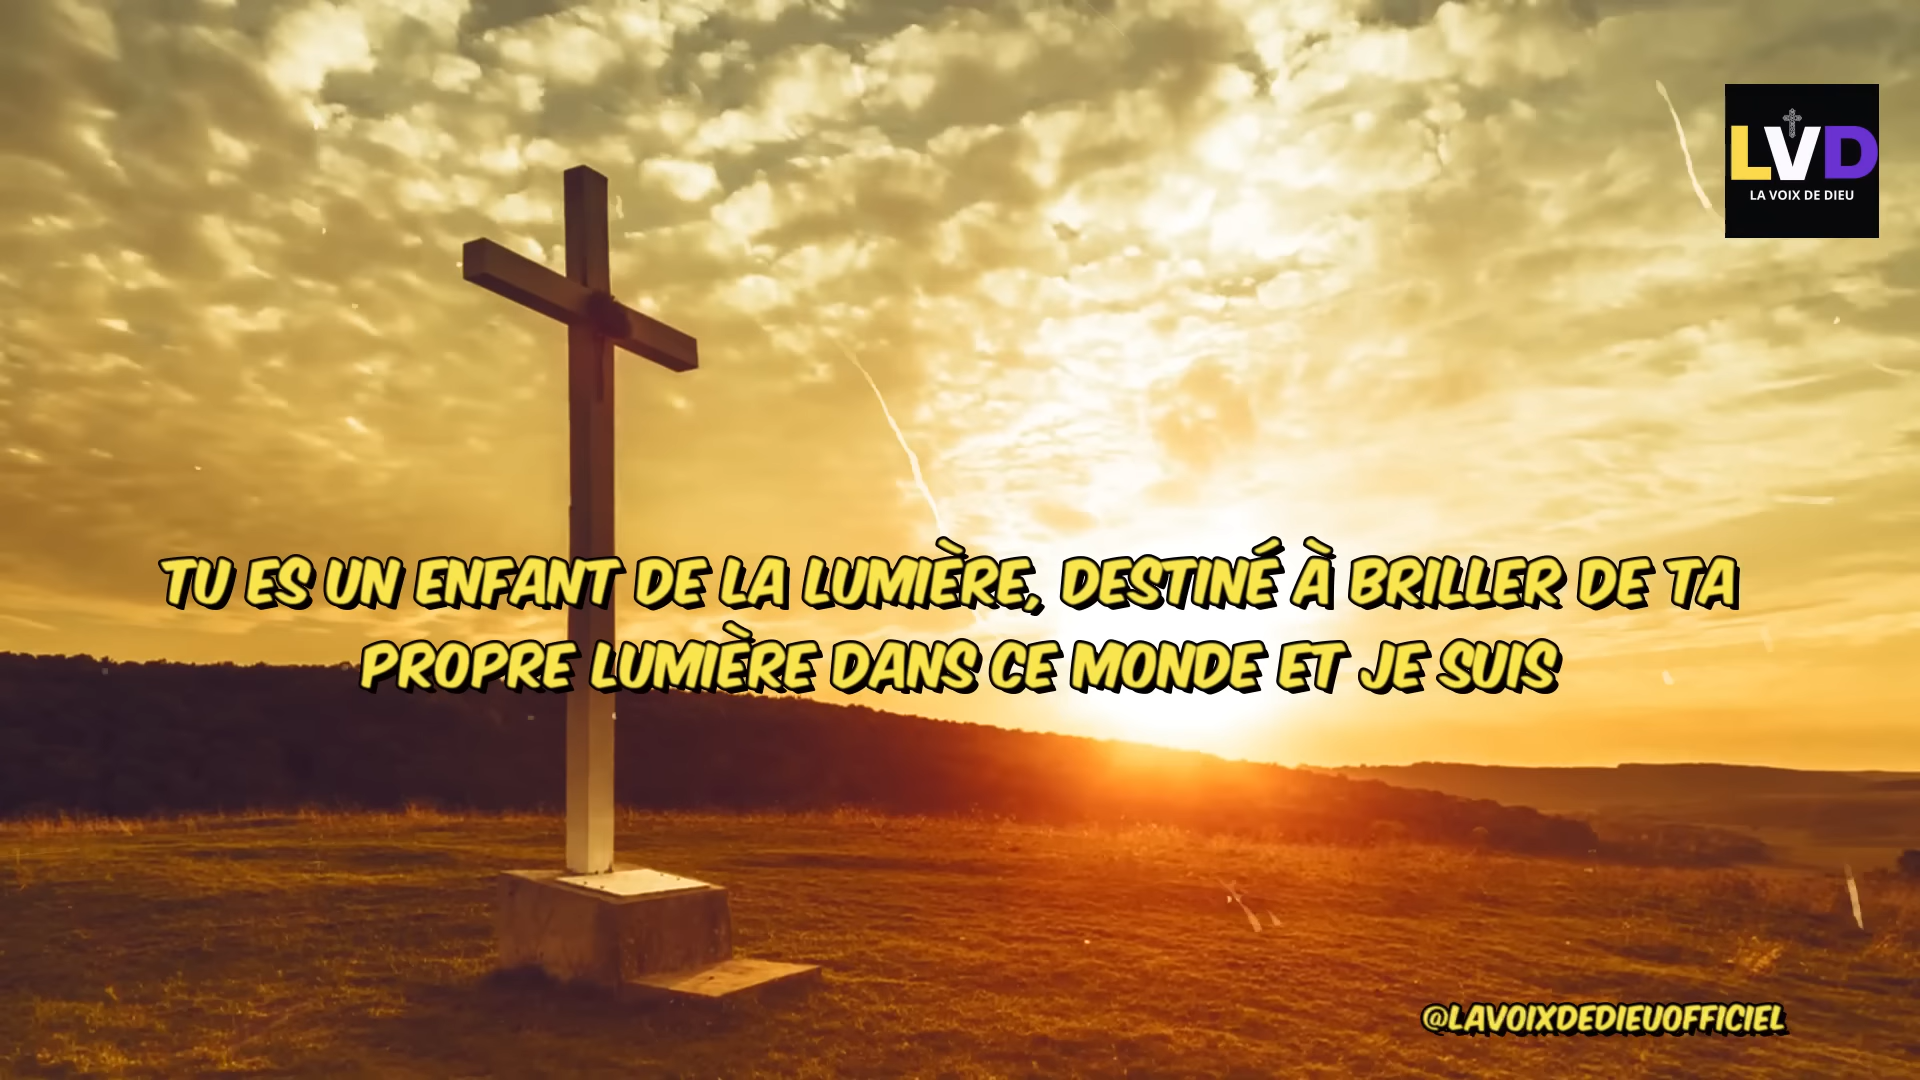 LVD
LA VOIX DE DIEU
TU ES UN ENFANT DE LA LUMIÈRE, DESTINÉ À BRILLER DE TA
PROPRE LUMIÈRE DANS CE MONDE ET JE SUIS
@LAVOIXDEDIEUOFFICIEL